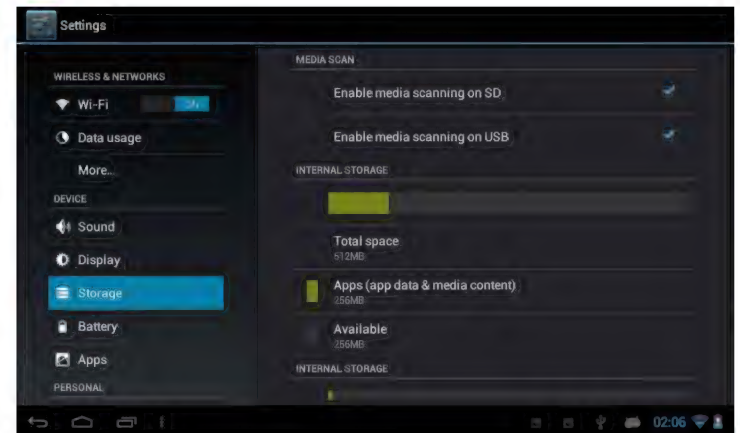 Settings
WIRELESS & NETWORKS
Wi-Fi
ON
Data usage
More...
DEVICE
Sound
Display
Storage
Battery
Apps
PERSONAL
MEDIA SCAN
Enable media scanning on SD
Enable media scanning on USB
INTERNAL STORAGE
Total space
512MB
Apps (app data & media content)
256MB
Available
256MB
INTERNAL STORAGE
02:06